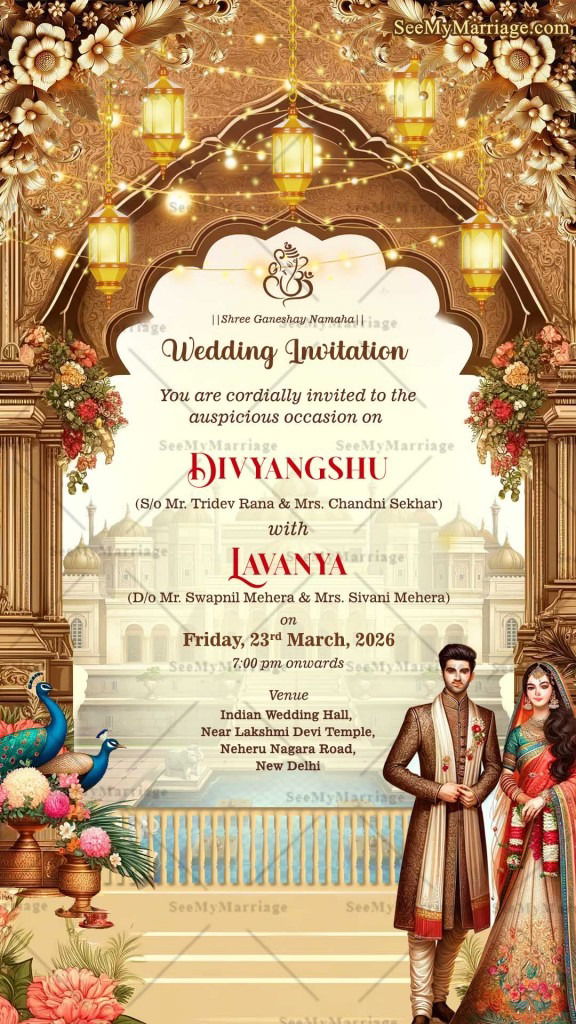 SeeMyMarriage.com
||Shree Ganeshay Namaha||
Wedding Invitation
You are cordially invited to the
auspicious occasion on
Divyangshu
(S/o Mr. Tridev Rana & Mrs. Chandni Sekhar)
with
Lavanya
(D/o Mr. Swapnil Mehera & Mrs. Sivani Mehera)
on
Friday, 23rd March, 2026
7:00 pm onwards
Venue
Indian Wedding Hall,
Near Lakshmi Devi Temple,
Neheru Nagara Road,
New Delhi
SeeMyMarriage